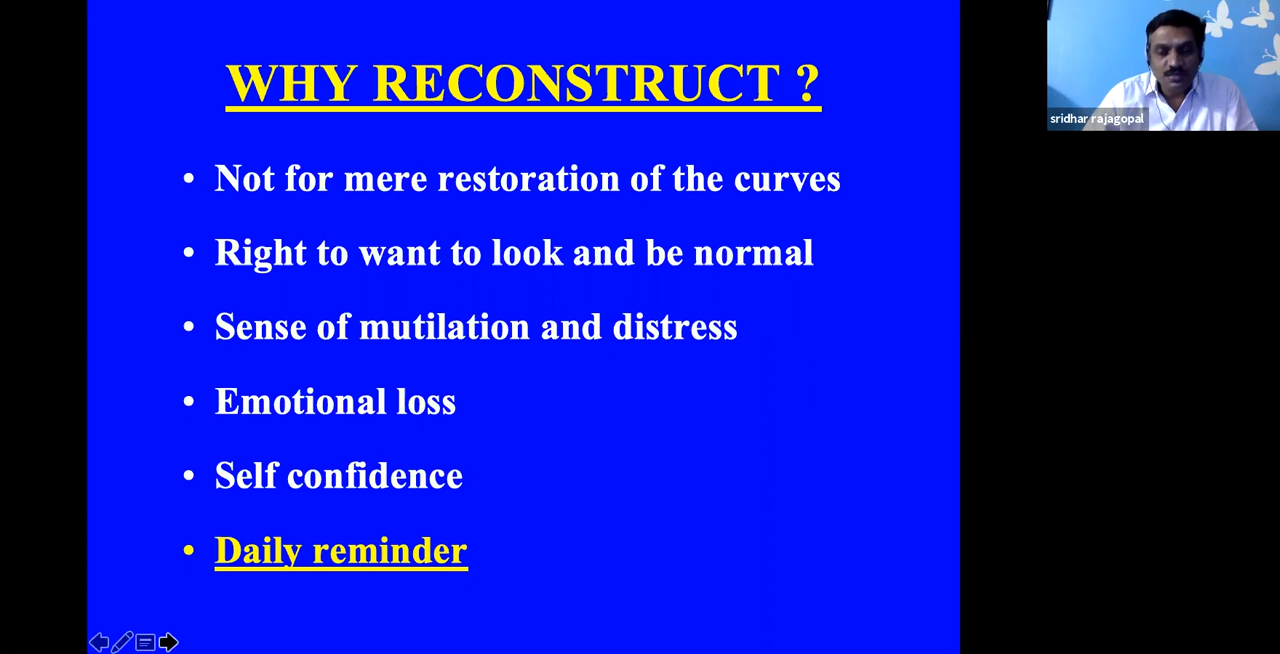 WHY RECONSTRUCT ?
• Not for mere restoration of the curves
• Right to want to look and be normal
• Sense of mutilation and distress
• Emotional loss
• Self confidence
• Daily reminder
sridhar rajagopal